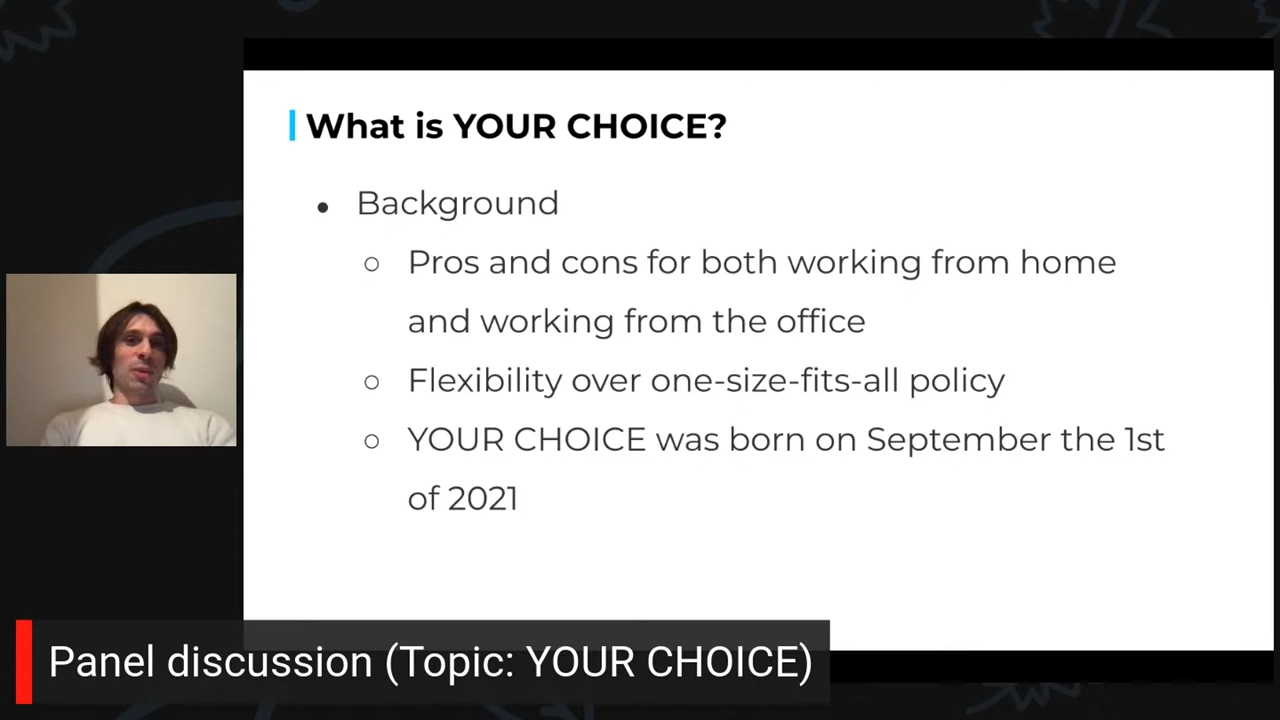 What is YOUR CHOICE?
● Background
○ Pros and cons for both working from home
and working from the office
○ Flexibility over one-size-fits-all policy
○ YOUR CHOICE was born on September the 1st
of 2021
Panel discussion (Topic: YOUR CHOICE)